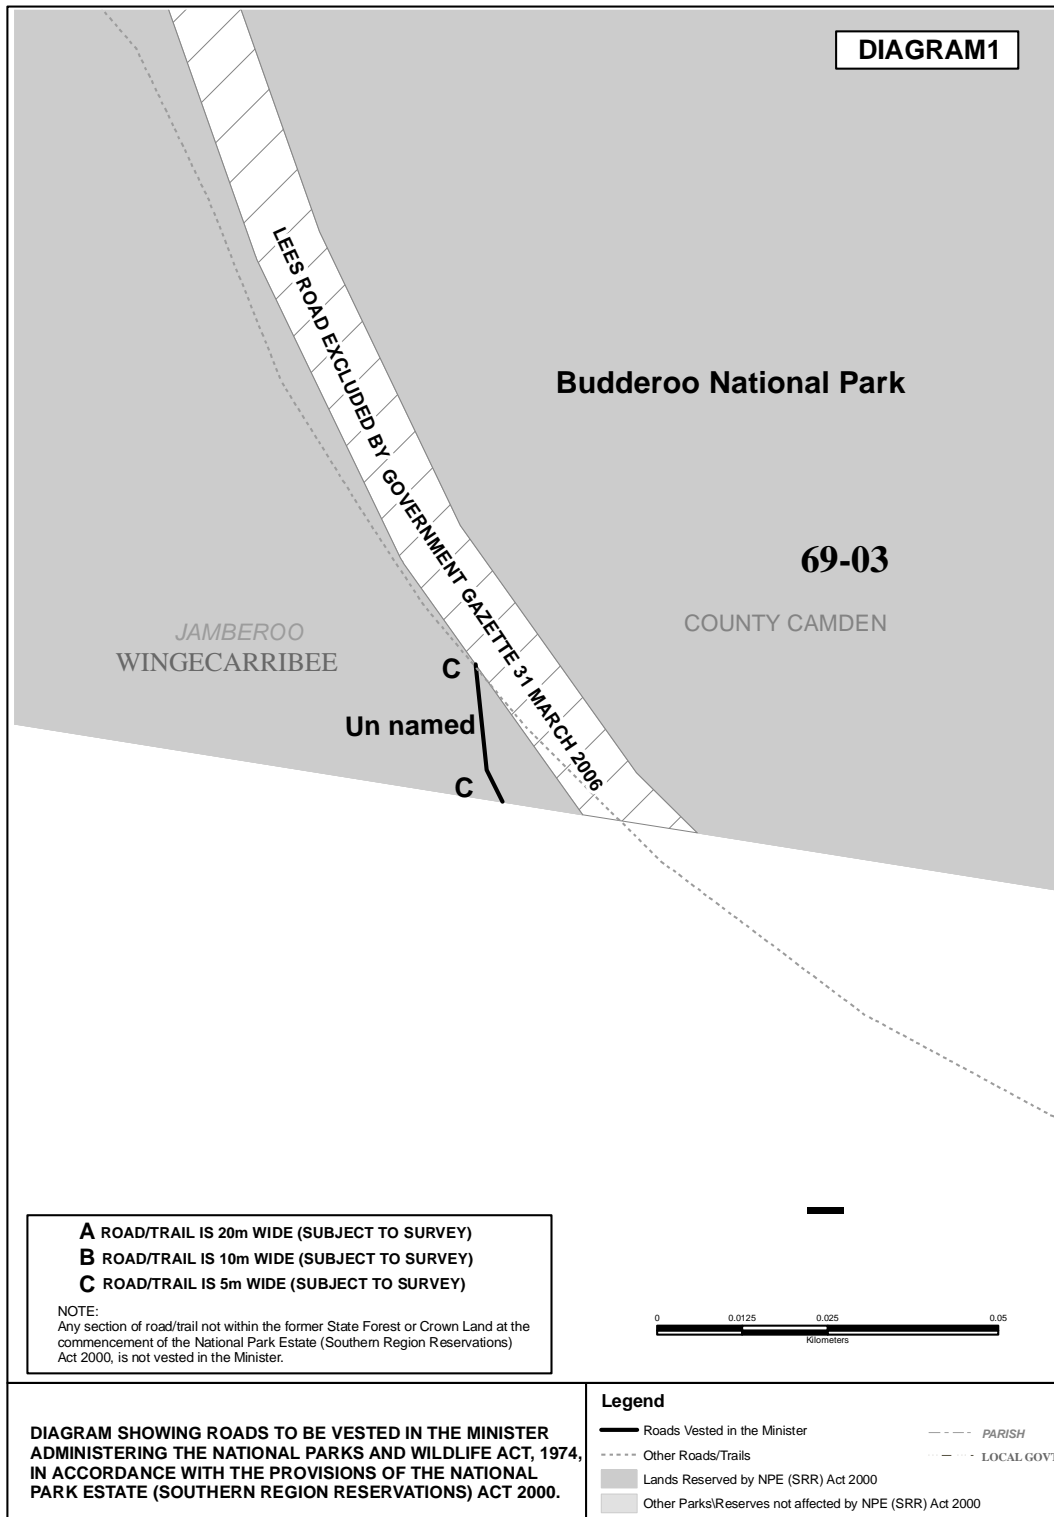 DIAGRAM1
LEES ROAD EXCLUDED BY GOVERNMENT GAZETTE 31 MARCH 2006
Budderoo National Park
69-03
COUNTY CAMDEN
JAMBEROO
WINGECARRIBEE
C
Un named
C
A ROAD/TRAIL IS 20m WIDE (SUBJECT TO SURVEY)
B ROAD/TRAIL IS 10m WIDE (SUBJECT TO SURVEY)
C ROAD/TRAIL IS 5m WIDE (SUBJECT TO SURVEY)
NOTE:
Any section of road/trail not within the former State Forest or Crown Land at the
commencement of the National Park Estate (Southern Region Reservations)
Act 2000, is not vested in the Minister.
0 0.0125 0.025 0.05
Kilometers
DIAGRAM SHOWING ROADS TO BE VESTED IN THE MINISTER
ADMINISTERING THE NATIONAL PARKS AND WILDLIFE ACT, 1974,
IN ACCORDANCE WITH THE PROVISIONS OF THE NATIONAL
PARK ESTATE (SOUTHERN REGION RESERVATIONS) ACT 2000.
Legend
Roads Vested in the Minister
Other Roads/Trails
Lands Reserved by NPE (SRR) Act 2000
Other Parks\Reserves not affected by NPE (SRR) Act 2000
PARISH
LOCAL GOVT